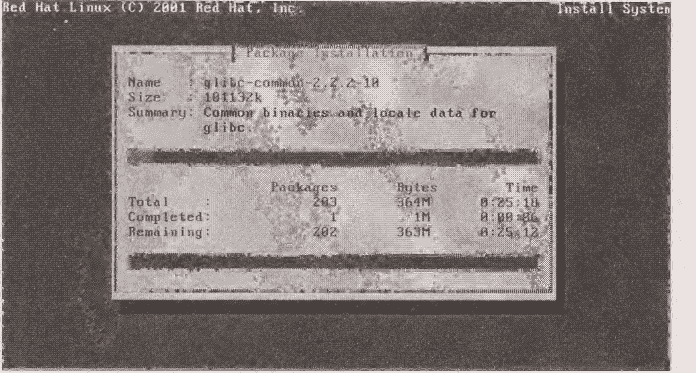 Red Hat Linux (C) 2001 Red Hat, Inc. Install System
Package Installation
Name : glibc-common-2.2.2-10
Size : 101132k
Summary: Common binaries and locale data for
glibc.
Packages Bytes Time
Total : 203 364M 0:25:18
Completed: 1 1M 0:00:06
Remaining: 202 363M 0:25:12